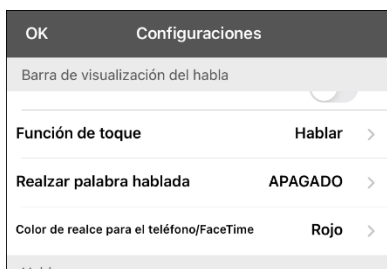 OK Configuraciones
Barra de visualización del habla
Función de toque Hablar
Realzar palabra hablada APAGADO
Color de realce para el teléfono/FaceTime Rojo